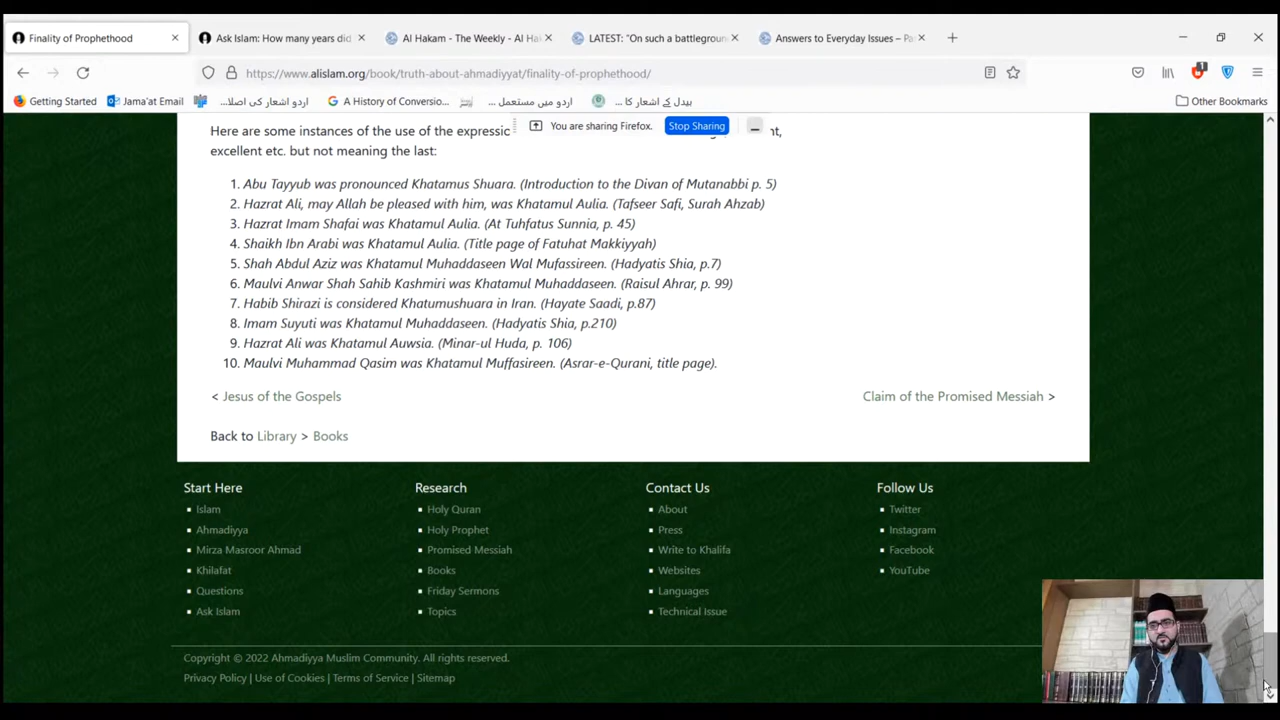 Finality of Prophethood
Ask Islam: How many years did
Al Hakam - The Weekly - Al Ha
LATEST: "On such a battlegroun
Answers to Everyday Issues – Pa
https://www.alislam.org/book/truth-about-ahmadiyyat/finality-of-prophethood/
1
Getting Started
Jama'at Email
اردو اشعار کی اصلا...
A History of Conversio...
اردو میں مستعمل ...
بیدل کے اشعار کا ...
Other Bookmarks
You are sharing Firefox.
Stop Sharing
Here are some instances of the use of the expressic nt,
excellent etc. but not meaning the last:
1. Abu Tayyub was pronounced Khatamus Shuara. (Introduction to the Divan of Mutanabbi p. 5)
2. Hazrat Ali, may Allah be pleased with him, was Khatamul Aulia. (Tafseer Safi, Surah Ahzab)
3. Hazrat Imam Shafai was Khatamul Aulia. (At Tuhfatus Sunnia, p. 45)
4. Shaikh Ibn Arabi was Khatamul Aulia. (Title page of Fatuhat Makkiyyah)
5. Shah Abdul Aziz was Khatamul Muhaddaseen Wal Mufassireen. (Hadyatis Shia, p.7)
6. Maulvi Anwar Shah Sahib Kashmiri was Khatamul Muhaddaseen. (Raisul Ahrar, p. 99)
7. Habib Shirazi is considered Khatumushuara in Iran. (Hayate Saadi, p.87)
8. Imam Suyuti was Khatamul Muhaddaseen. (Hadyatis Shia, p.210)
9. Hazrat Ali was Khatamul Auwsia. (Minar-ul Huda, p. 106)
10. Maulvi Muhammad Qasim was Khatamul Muffasireen. (Asrar-e-Qurani, title page).
< Jesus of the Gospels
Claim of the Promised Messiah >
Back to Library > Books
Start Here
Islam
Ahmadiyya
Mirza Masroor Ahmad
Khilafat
Questions
Ask Islam
Research
Holy Quran
Holy Prophet
Promised Messiah
Books
Friday Sermons
Topics
Contact Us
About
Press
Write to Khalifa
Websites
Languages
Technical Issue
Follow Us
Twitter
Instagram
Facebook
YouTube
Copyright © 2022 Ahmadiyya Muslim Community. All rights reserved.
Privacy Policy | Use of Cookies | Terms of Service | Sitemap